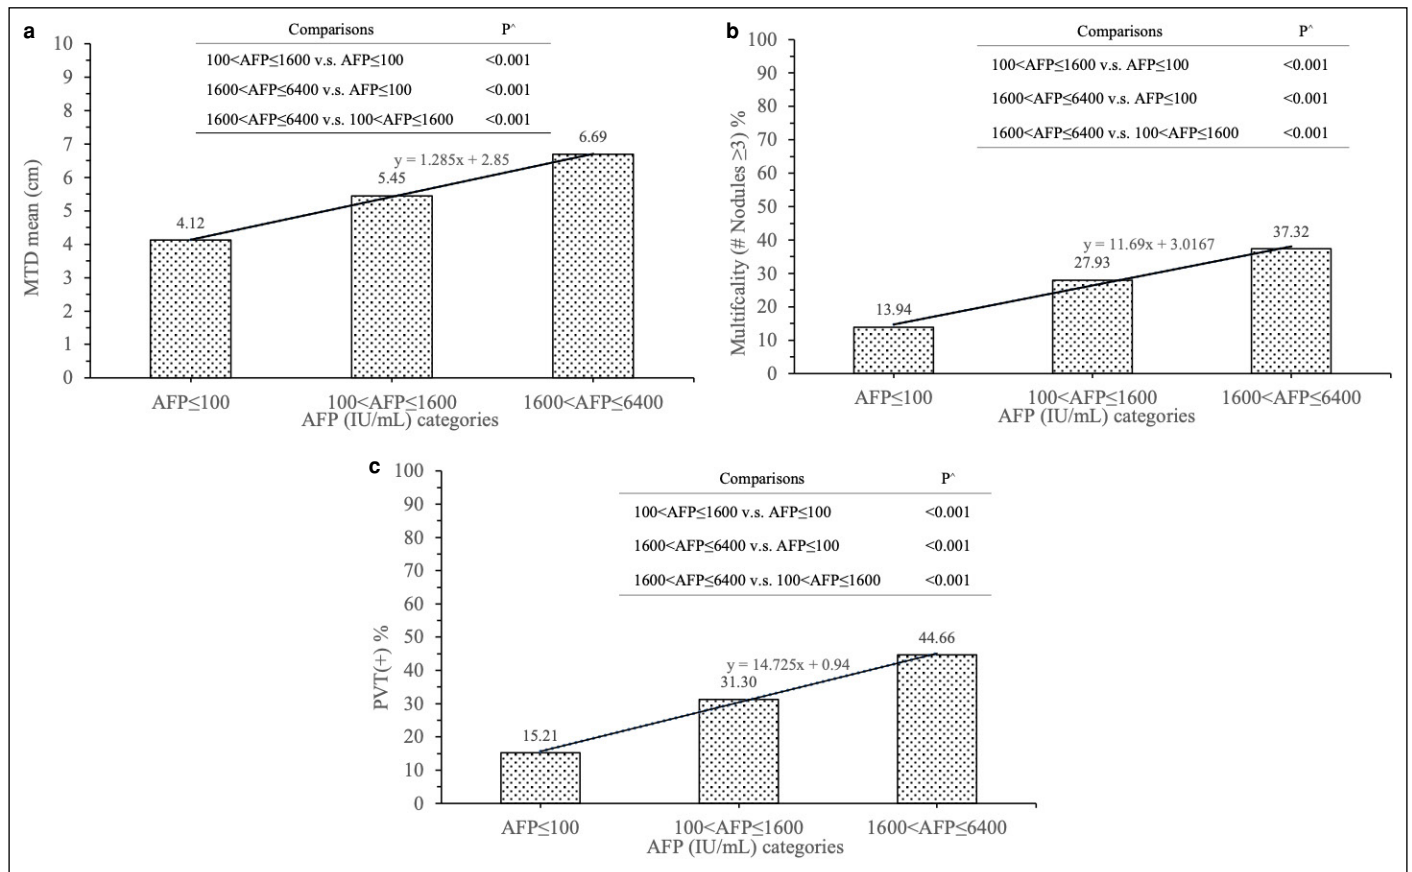 a
Comparisons P^
100<AFP≤1600 v.s. AFP≤100 <0.001
1600<AFP≤6400 v.s. AFP≤100 <0.001
1600<AFP≤6400 v.s. 100<AFP≤1600 <0.001
MTD mean (cm)
10
9
8
7
6
5
4
3
2
1
0
4.12
y = 1.285x + 2.85
5.45
6.69
AFP≤100 100<AFP≤1600 1600<AFP≤6400
AFP (IU/mL) categories
b
Comparisons P^
100<AFP≤1600 v.s. AFP≤100 <0.001
1600<AFP≤6400 v.s. AFP≤100 <0.001
1600<AFP≤6400 v.s. 100<AFP≤1600 <0.001
Multifcality (# Nodules ≥3) %
100
90
80
70
60
50
40
30
20
10
0
13.94
y = 11.69x + 3.0167
27.93
37.32
AFP≤100 100<AFP≤1600 1600<AFP≤6400
AFP (IU/mL) categories
c
Comparisons P^
100<AFP≤1600 v.s. AFP≤100 <0.001
1600<AFP≤6400 v.s. AFP≤100 <0.001
1600<AFP≤6400 v.s. 100<AFP≤1600 <0.001
PVT(+) %
100
90
80
70
60
50
40
30
20
10
0
15.21
y = 14.725x + 0.94
31.30
44.66
AFP≤100 100<AFP≤1600 1600<AFP≤6400
AFP (IU/mL) categories